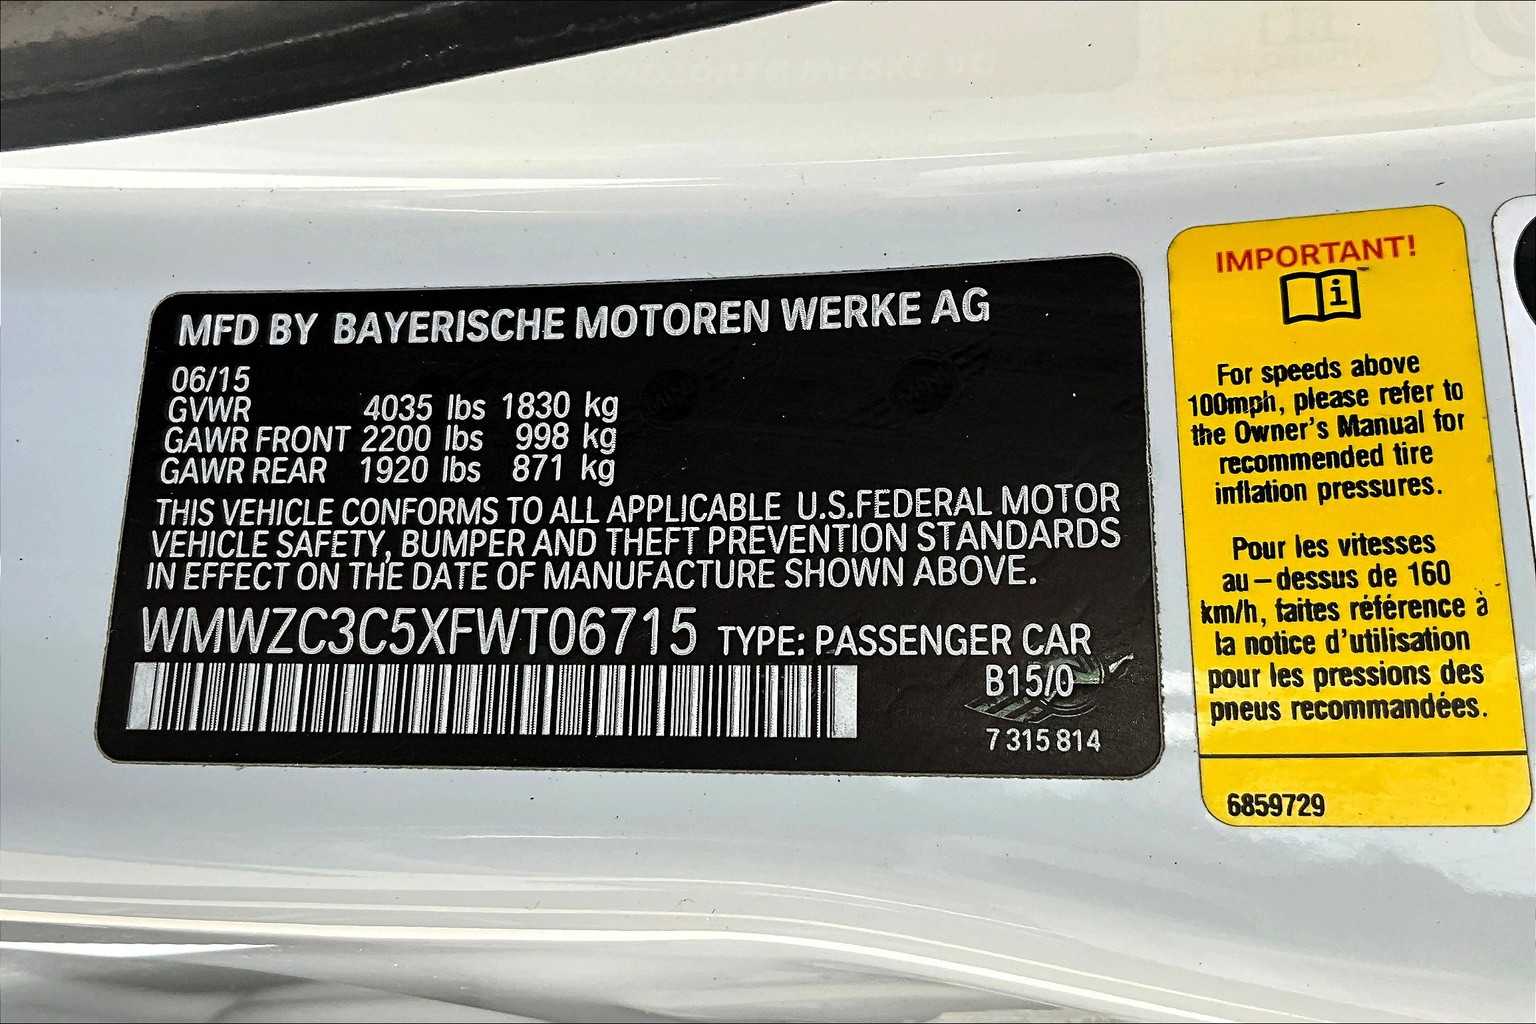 MFD BY BAYERISCHE MOTOREN WERKE AG
06/15
GVWR 4035 lbs 1830 kg
GAWR FRONT 2200 lbs 998 kg
GAWR REAR 1920 lbs 871 kg
THIS VEHICLE CONFORMS TO ALL APPLICABLE U.S.FEDERAL MOTOR
VEHICLE SAFETY, BUMPER AND THEFT PREVENTION STANDARDS
IN EFFECT ON THE DATE OF MANUFACTURE SHOWN ABOVE.
WMWZC3C5XFWT06715 TYPE: PASSENGER CAR
B15/0
7 315 814
IMPORTANT!
i
For speeds above
100mph, please refer to
the Owner's Manual for
recommended tire
inflation pressures.
Pour les vitesses
au-dessus de 160
km/h, faites référence à
la notice d'utilisation
pour les pressions des
pneus recommandées.
6859729